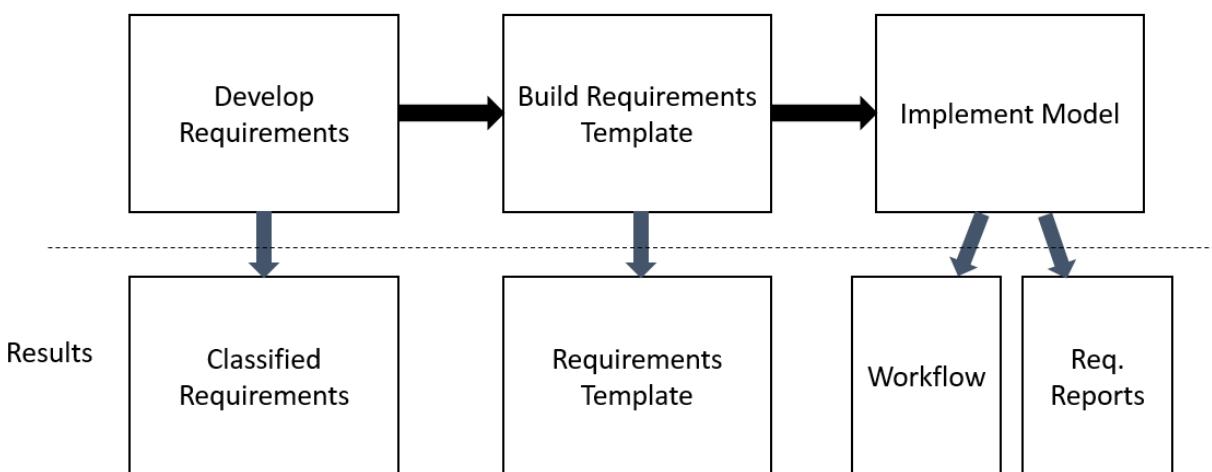 Develop
Requirements
Build Requirements
Template
Implement Model
Results
Classified
Requirements
Requirements
Template
Workflow
Req.
Reports